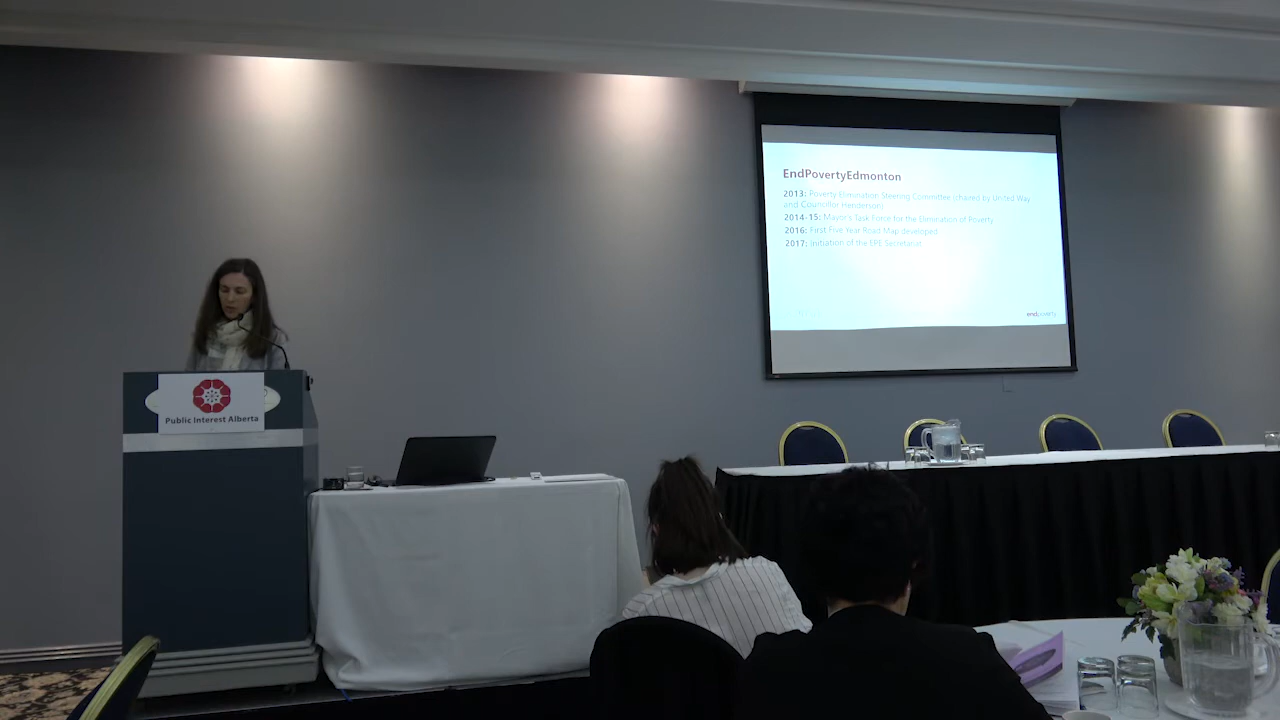 EndPovertyEdmonton
2013: Poverty Elimination Steering Committee (chaired by United Way
and Councillor Henderson)
2014-15: Mayor's Task Force for the Elimination of Poverty
2016: First Five Year Road Map developed
2017: Initiation of the EPE Secretariat
endpoverty
Public Interest Alberta